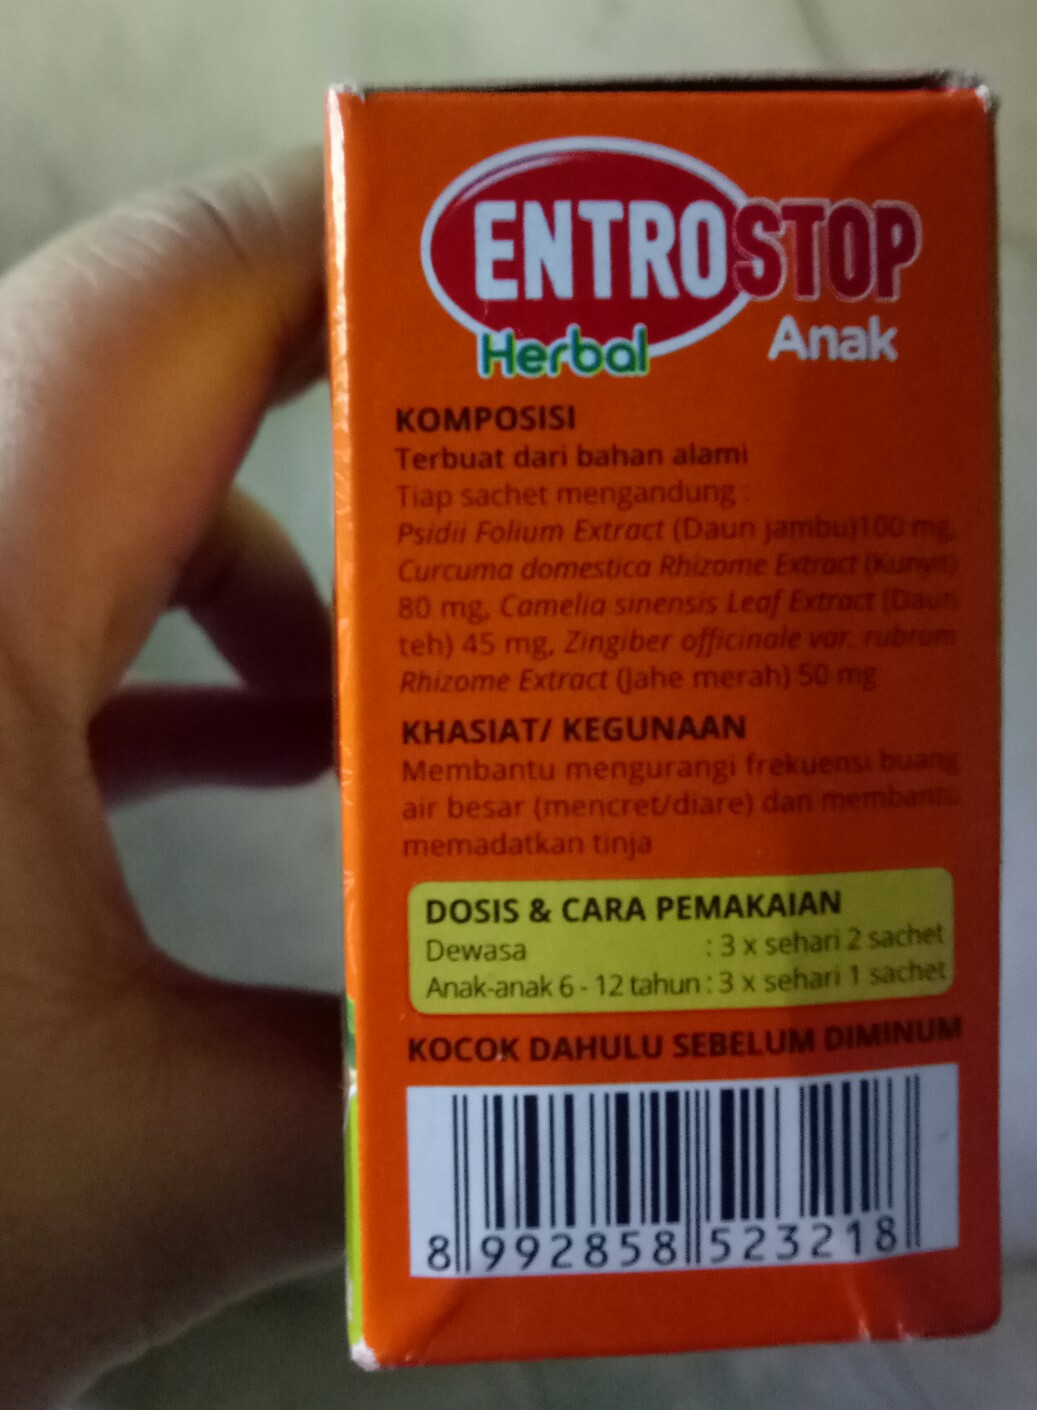 ENTROSTOP
Herbal Anak
KOMPOSISI
Terbuat dari bahan alami
Tiap sachet mengandung :
Psidii Folium Extract (Daun jambu)100 mg,
Curcuma domestica Rhizome Extract (Kunyit)
80 mg, Camelia sinensis Leaf Extract (Daun
teh) 45 mg, Zingiber officinale var. rubrum
Rhizome Extract (Jahe merah) 50 mg
KHASIAT/ KEGUNAAN
Membantu mengurangi frekuensi buang
air besar (mencret/diare) dan membantu
memadatkan tinja
DOSIS & CARA PEMAKAIAN
Dewasa : 3 x sehari 2 sachet
Anak-anak 6 - 12 tahun : 3 x sehari 1 sachet
KOCOK DAHULU SEBELUM DIMINUM
8 992858 523218